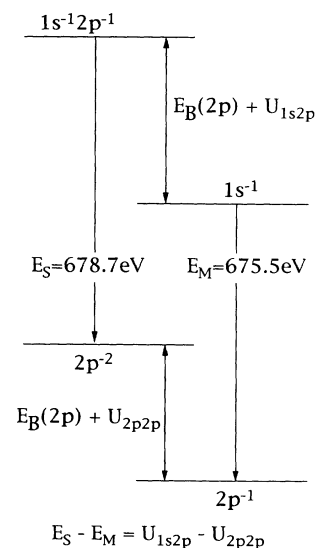 1s⁻¹2p⁻¹
E_B(2p) + U_1s2p
1s⁻¹
E_S=678.7eV
E_M=675.5eV
2p⁻²
E_B(2p) + U_2p2p
2p⁻¹
E_S - E_M = U_1s2p - U_2p2p